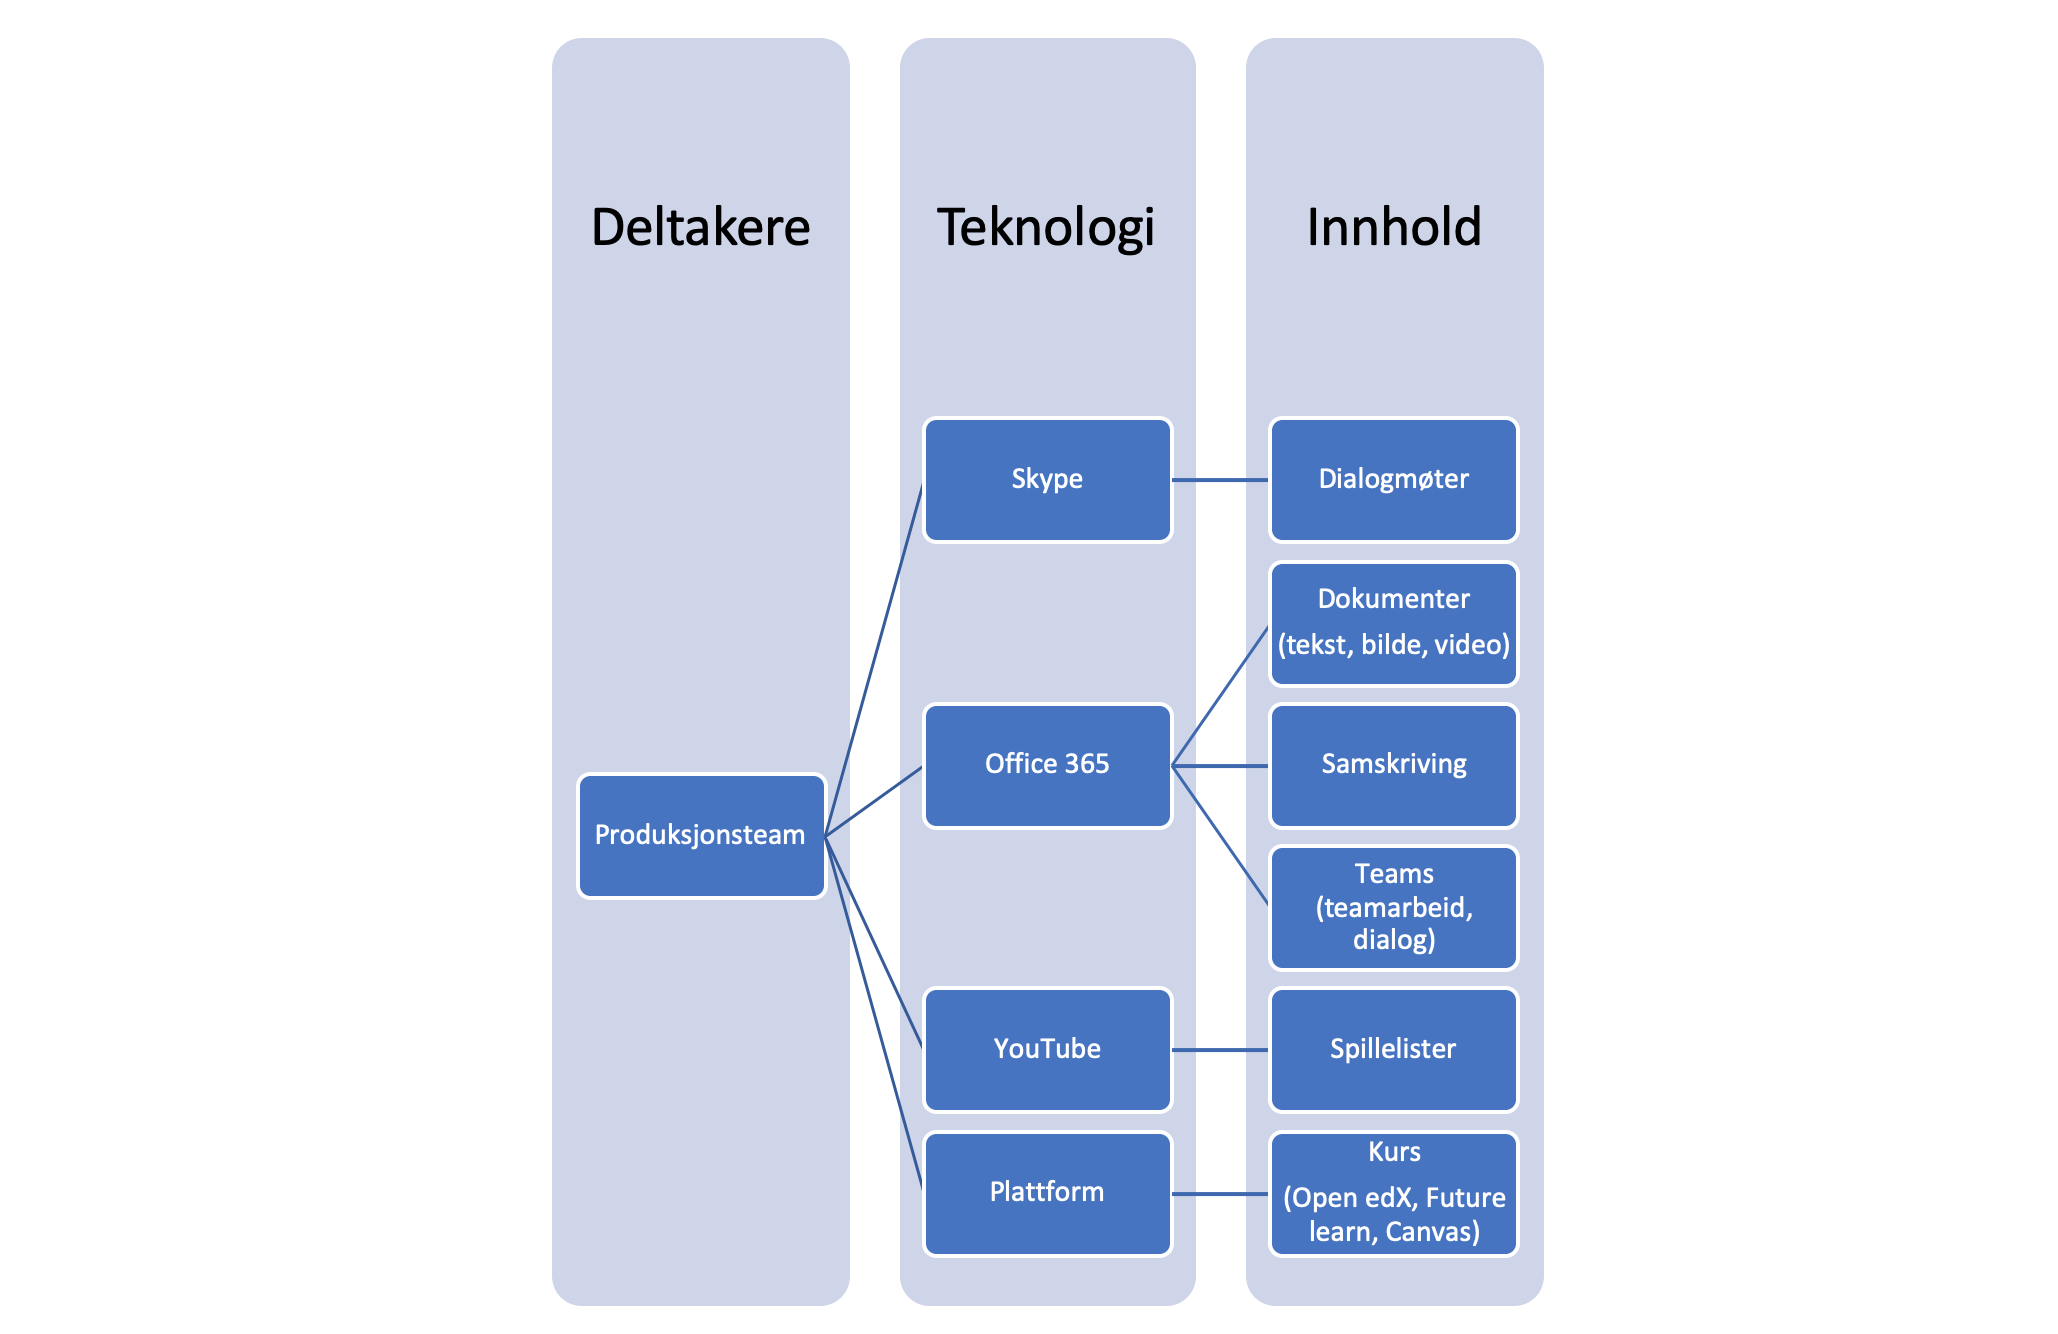 Deltakere
Teknologi
Innhold
Produksjonsteam
Skype
Office 365
YouTube
Plattform
Dialogmøter
Dokumenter
(tekst, bilde, video)
Samskriving
Teams
(teamarbeid,
dialog)
Spillelister
Kurs
(Open edX, Future
learn, Canvas)